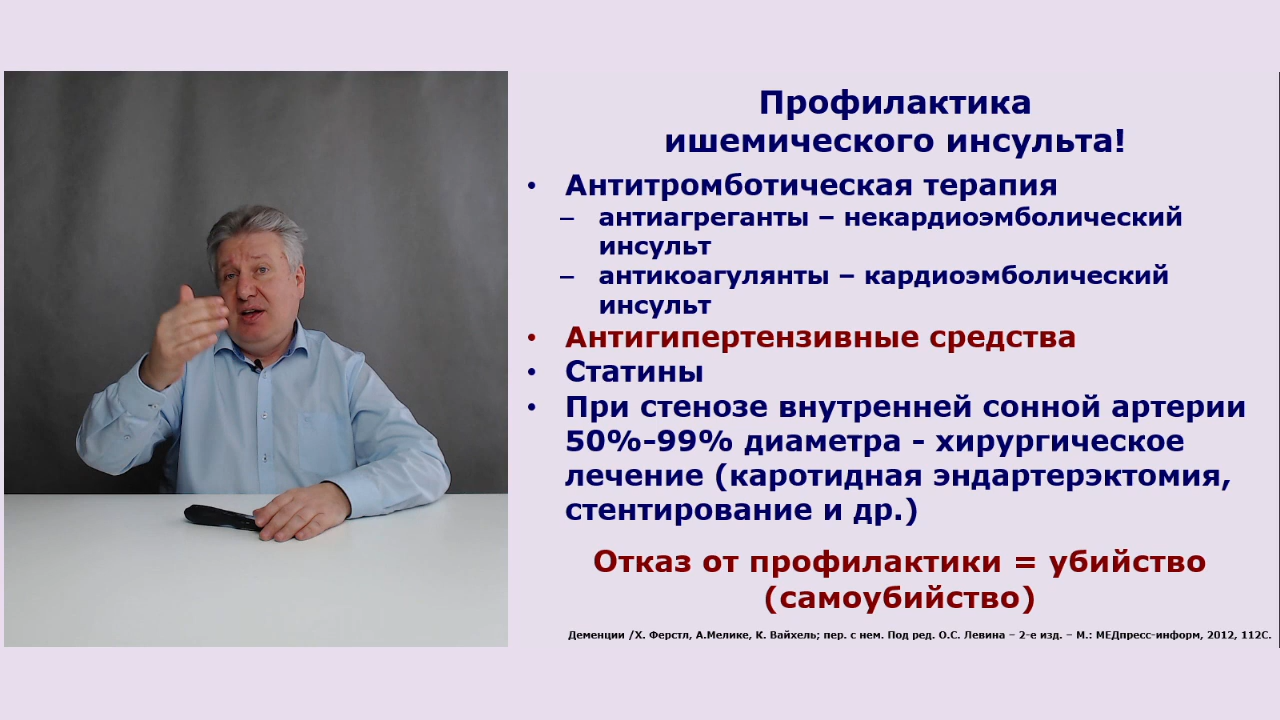 Профилактика
ишемического инсульта!
• Антитромботическая терапия
– антиагреганты – некардиоэмболический
инсульт
– антикоагулянты – кардиоэмболический
инсульт
• Антигипертензивные средства
• Статины
• При стенозе внутренней сонной артерии
50%-99% диаметра - хирургическое
лечение (каротидная эндартерэктомия,
стентирование и др.)
Отказ от профилактики = убийство
(самоубийство)
Деменции /Х. Ферстл, А.Мелике, К. Вайхель; пер. с нем. Под ред. О.С. Левина – 2-е изд. – М.: МЕДпресс-информ, 2012, 112С.